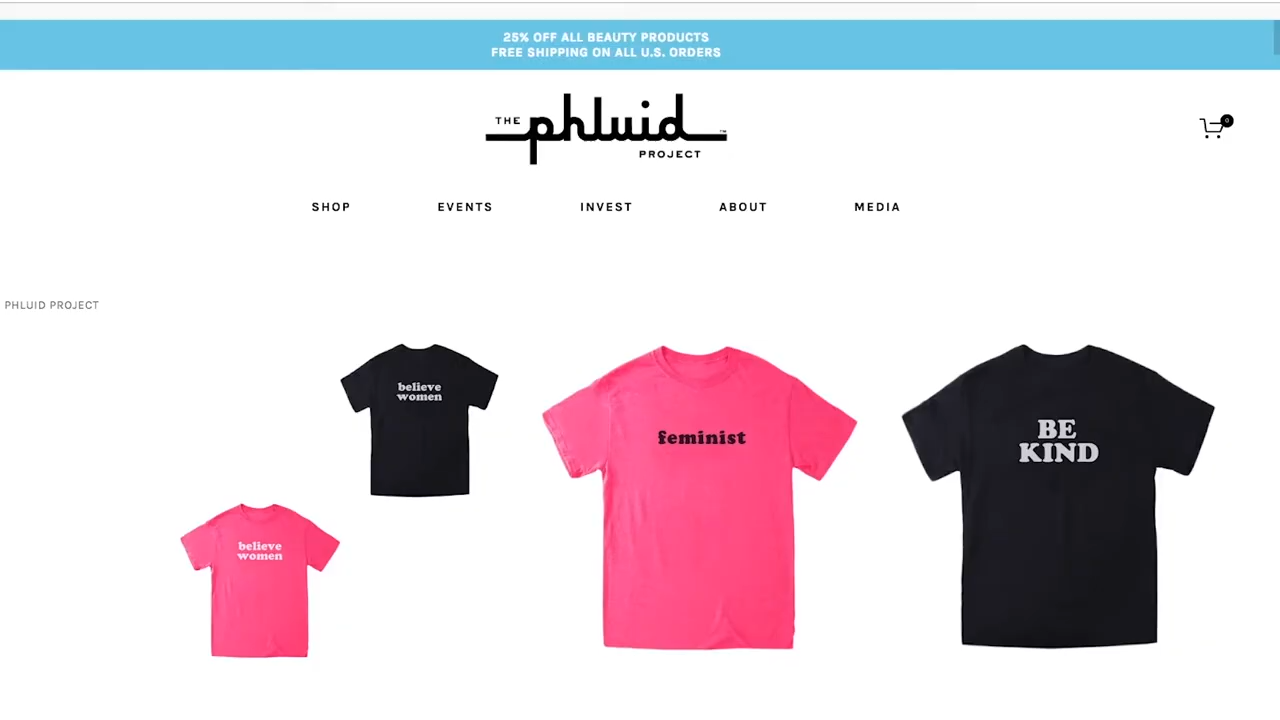 25% OFF ALL BEAUTY PRODUCTS
FREE SHIPPING ON ALL U.S. ORDERS
THE phluid PROJECT™
0
SHOP EVENTS INVEST ABOUT MEDIA
PHLUID PROJECT
believe
women
feminist
BE
KIND
believe
women